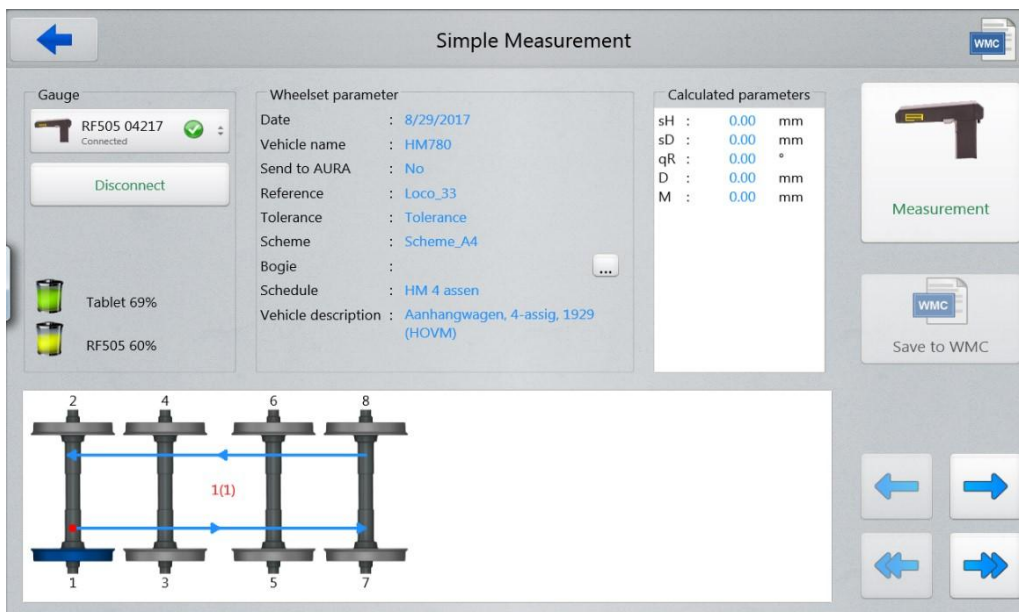 Simple Measurement
WMC
Gauge
RF505 04217
Connected
Disconnect
Tablet 69%
RF505 60%
Wheelset parameter
Date : 8/29/2017
Vehicle name : HM780
Send to AURA : No
Reference : Loco_33
Tolerance : Tolerance
Scheme : Scheme_A4
Bogie :
...
Schedule : HM 4 assen
Vehicle description : Aanhangwagen, 4-assig, 1929
(HOVM)
Calculated parameters
sH : 0.00 mm
sD : 0.00 mm
qR : 0.00 °
D : 0.00 mm
M : 0.00 mm
Measurement
WMC
Save to WMC
2 4 6 8
1(1)
1 3 5 7